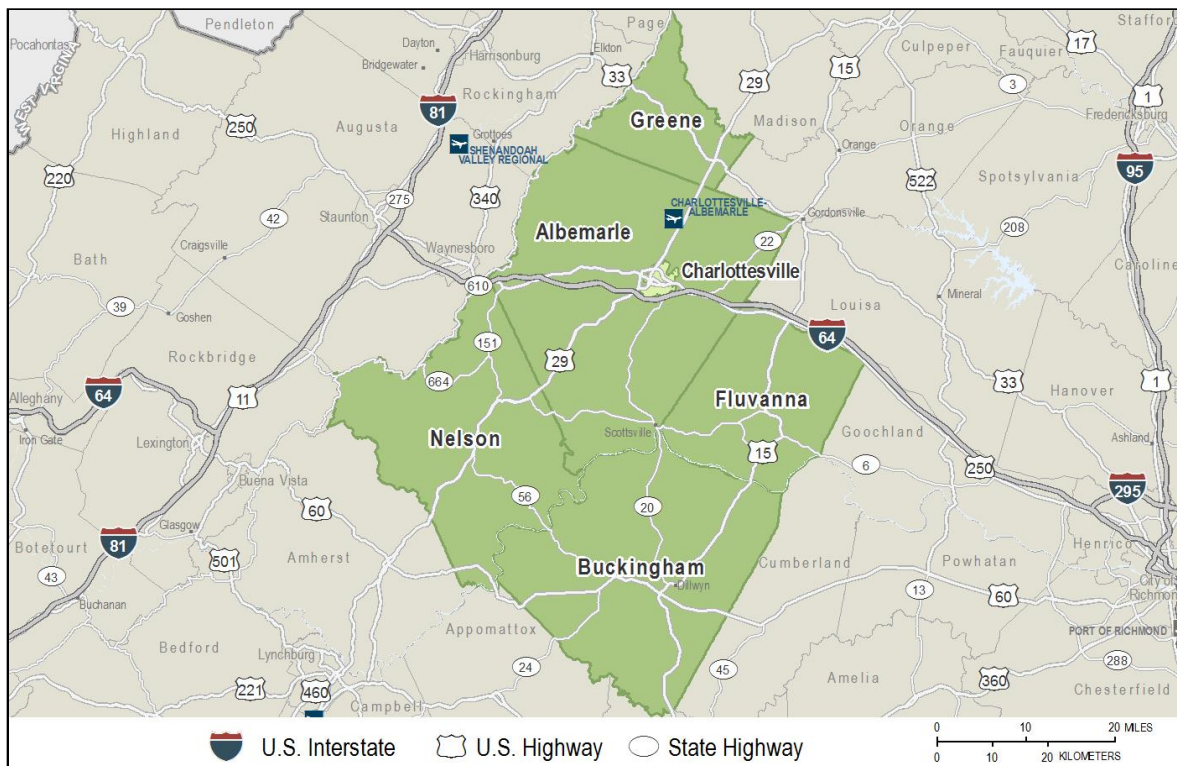 Pendleton
Page
Stafford
Pocahontas
Dayton
Harrisonburg
Elkton
Culpeper
Fauquier
17
Bridgewater
33
29
15
WEST VIRGINIA
Rockingham
3
1
81
Madison
Fredericksburg
250
Augusta
Greene
Orange
Highland
Grottoes
SHENANDOAH
VALLEY REGIONAL
Orange
95
220
522
Spotsylvania
275
340
CHARLOTTESVILLE-
ALBEMARLE
42
Staunton
Gordonsville
208
Albemarle
22
Craigsville
Waynesboro
Bath
Charlottesville
Caroline
610
Mineral
39
Louisa
Goshen
64
151
Rockbridge
29
664
33
Hanover
64
11
1
Alleghany
Fluvanna
Iron Gate
Lexington
Nelson
Scottsville
Goochland
Ashland
15
6
250
Buena Vista
295
56
60
20
81
Glasgow
Henrico
Botetourt
501
Amherst
Buckingham
Cumberland
Powhatan
43
Dillwyn
City of
Richmond
13
60
Buchanan
Appomattox
PORT OF RICHMOND
Bedford
Lynchburg
24
45
288
221
460
Amelia
360
Campbell
Chesterfield
0 10 20 MILES
U.S. Interstate U.S. Highway State Highway
0 10 20 KILOMETERS